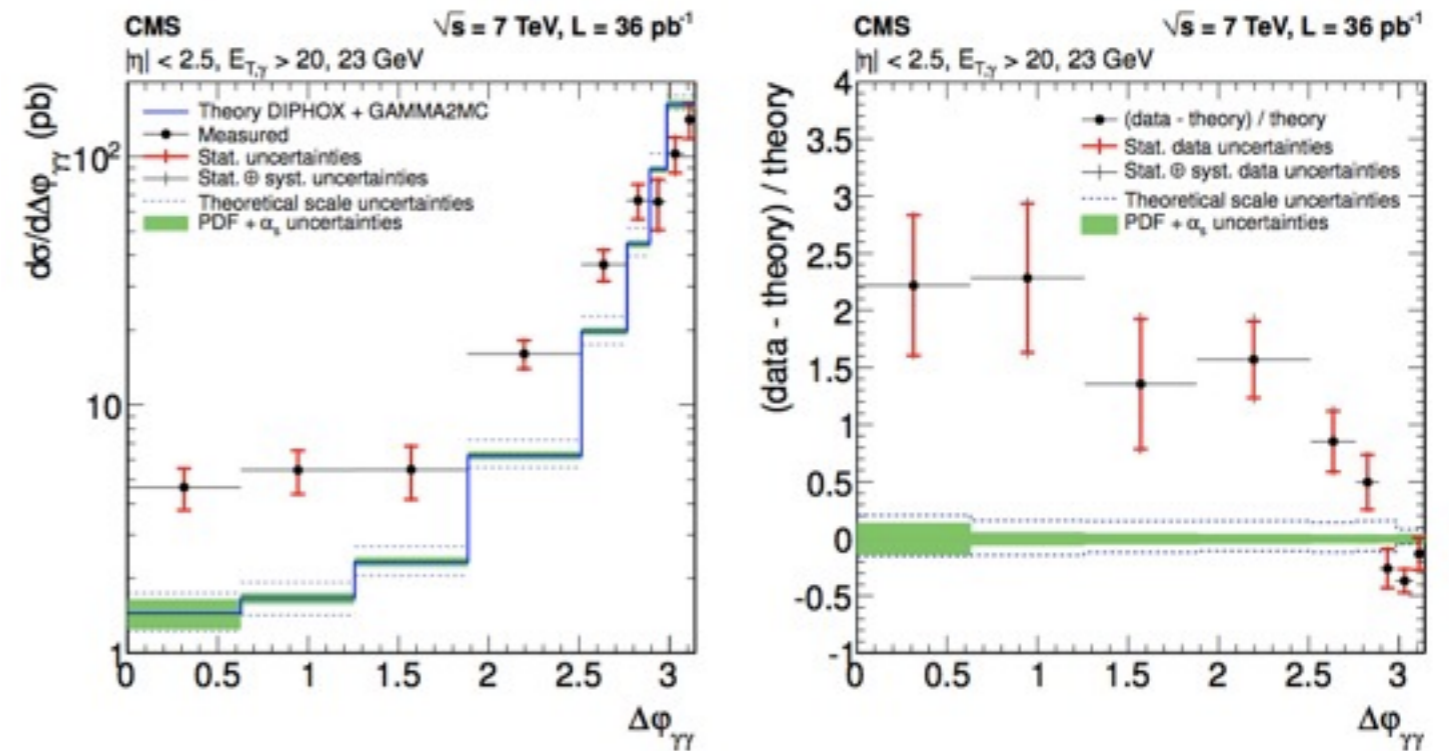 CMS
√s = 7 TeV, L = 36 pb⁻¹
|η| < 2.5, E_T,γ > 20, 23 GeV
dσ/dΔφ_γγ (pb)
Theory DIPHOX + GAMMA2MC
Measured
Stat. uncertainties
Stat. ⊕ syst. uncertainties
Theoretical scale uncertainties
PDF + α_s uncertainties
10²
10
1
0 0.5 1 1.5 2 2.5 3
Δφ_γγ
CMS
√s = 7 TeV, L = 36 pb⁻¹
|η| < 2.5, E_T,γ > 20, 23 GeV
(data - theory) / theory
(data - theory) / theory
Stat. data uncertainties
Stat. ⊕ syst. data uncertainties
Theoretical scale uncertainties
PDF + α_s uncertainties
4
3.5
3
2.5
2
1.5
1
0.5
0
-0.5
-1
0 0.5 1 1.5 2 2.5 3
Δφ_γγ